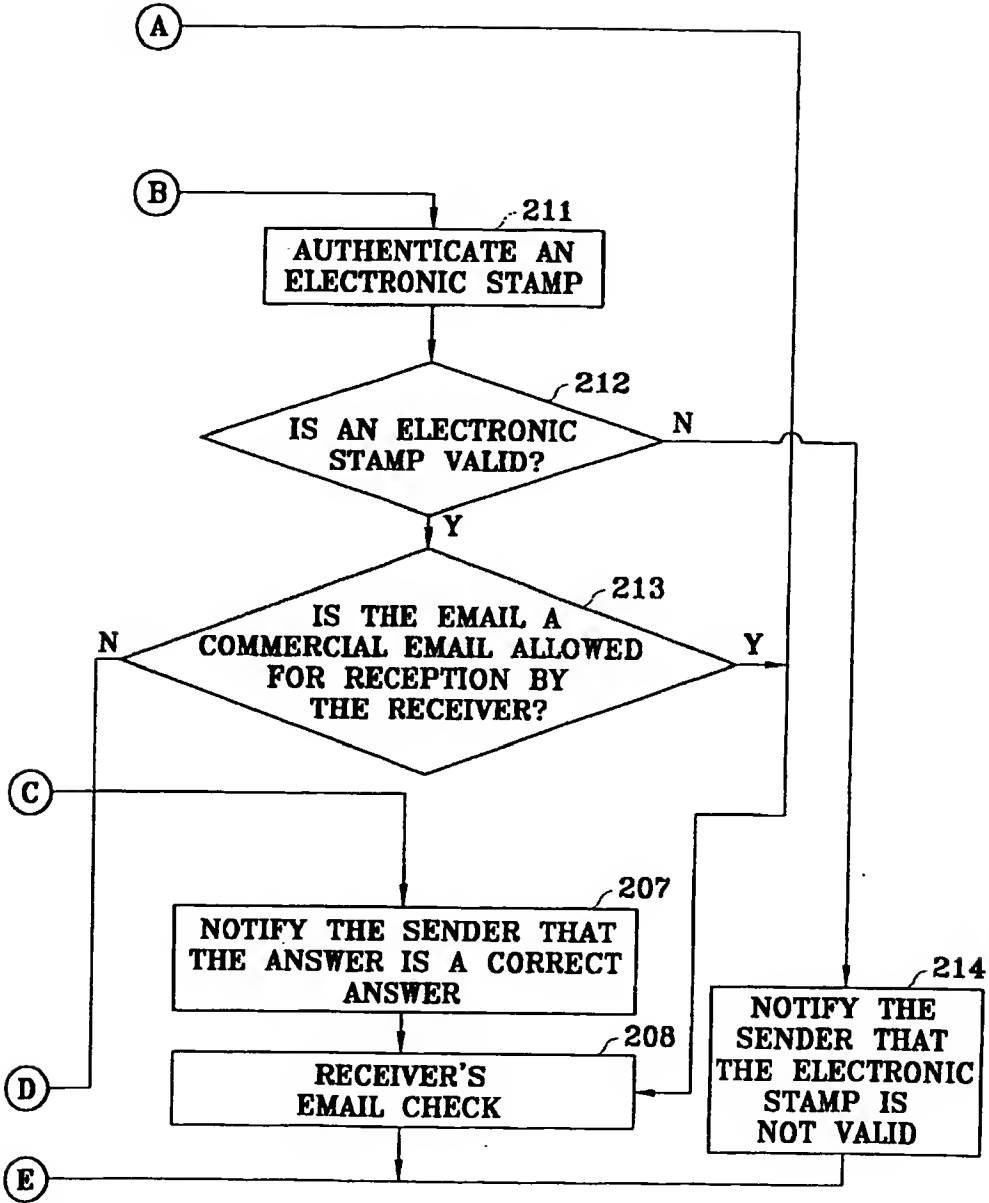 A
B
211
AUTHENTICATE AN
ELECTRONIC STAMP
212
IS AN ELECTRONIC
STAMP VALID?
N
Y
213
IS THE EMAIL A
COMMERCIAL EMAIL ALLOWED
FOR RECEPTION BY
THE RECEIVER?
N
Y
C
207
NOTIFY THE SENDER THAT
THE ANSWER IS A CORRECT
ANSWER
208
RECEIVER'S
EMAIL CHECK
214
NOTIFY THE
SENDER THAT
THE ELECTRONIC
STAMP IS
NOT VALID
D
E